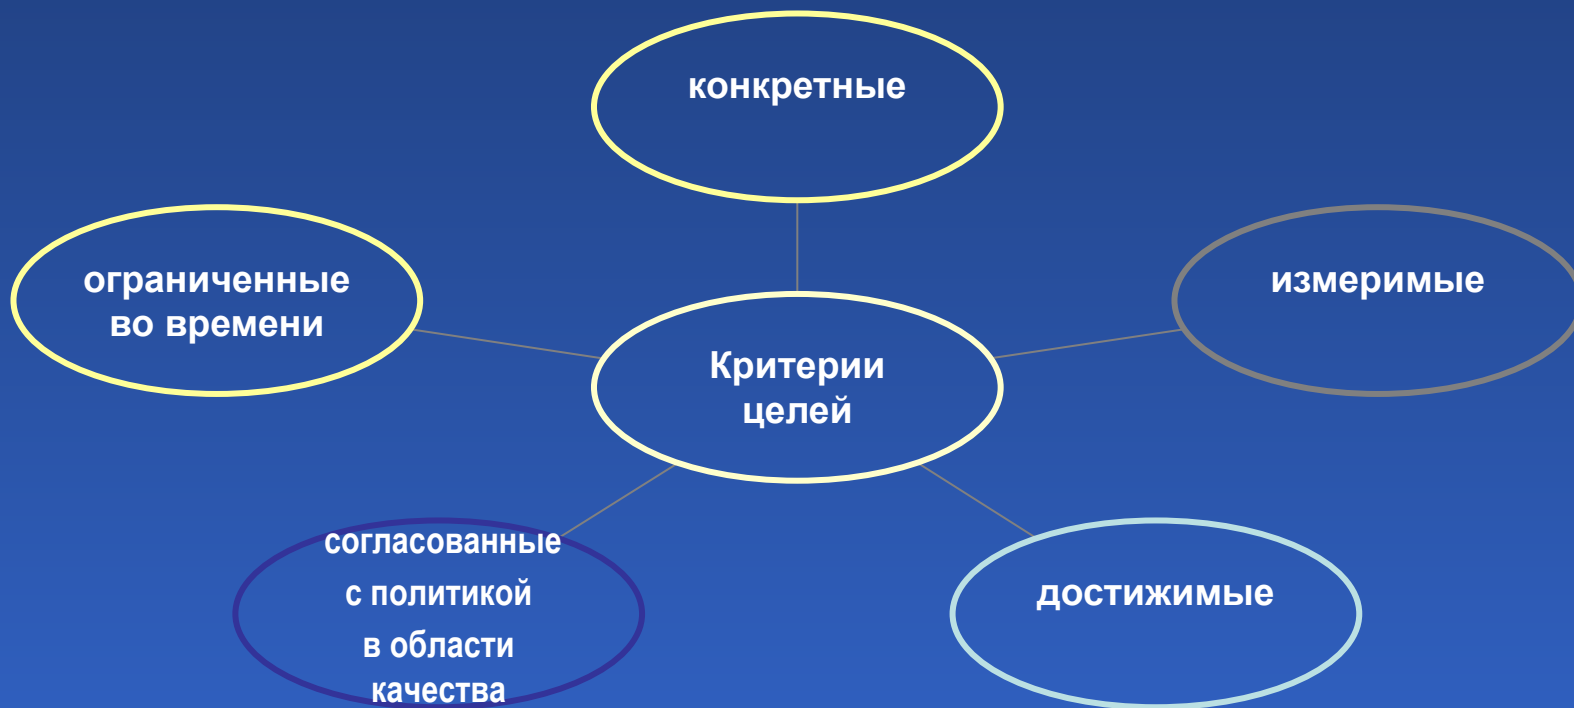 конкретные
ограниченные
во времени
измеримые
Критерии
целей
согласованные
с политикой
в области
качества
достижимые